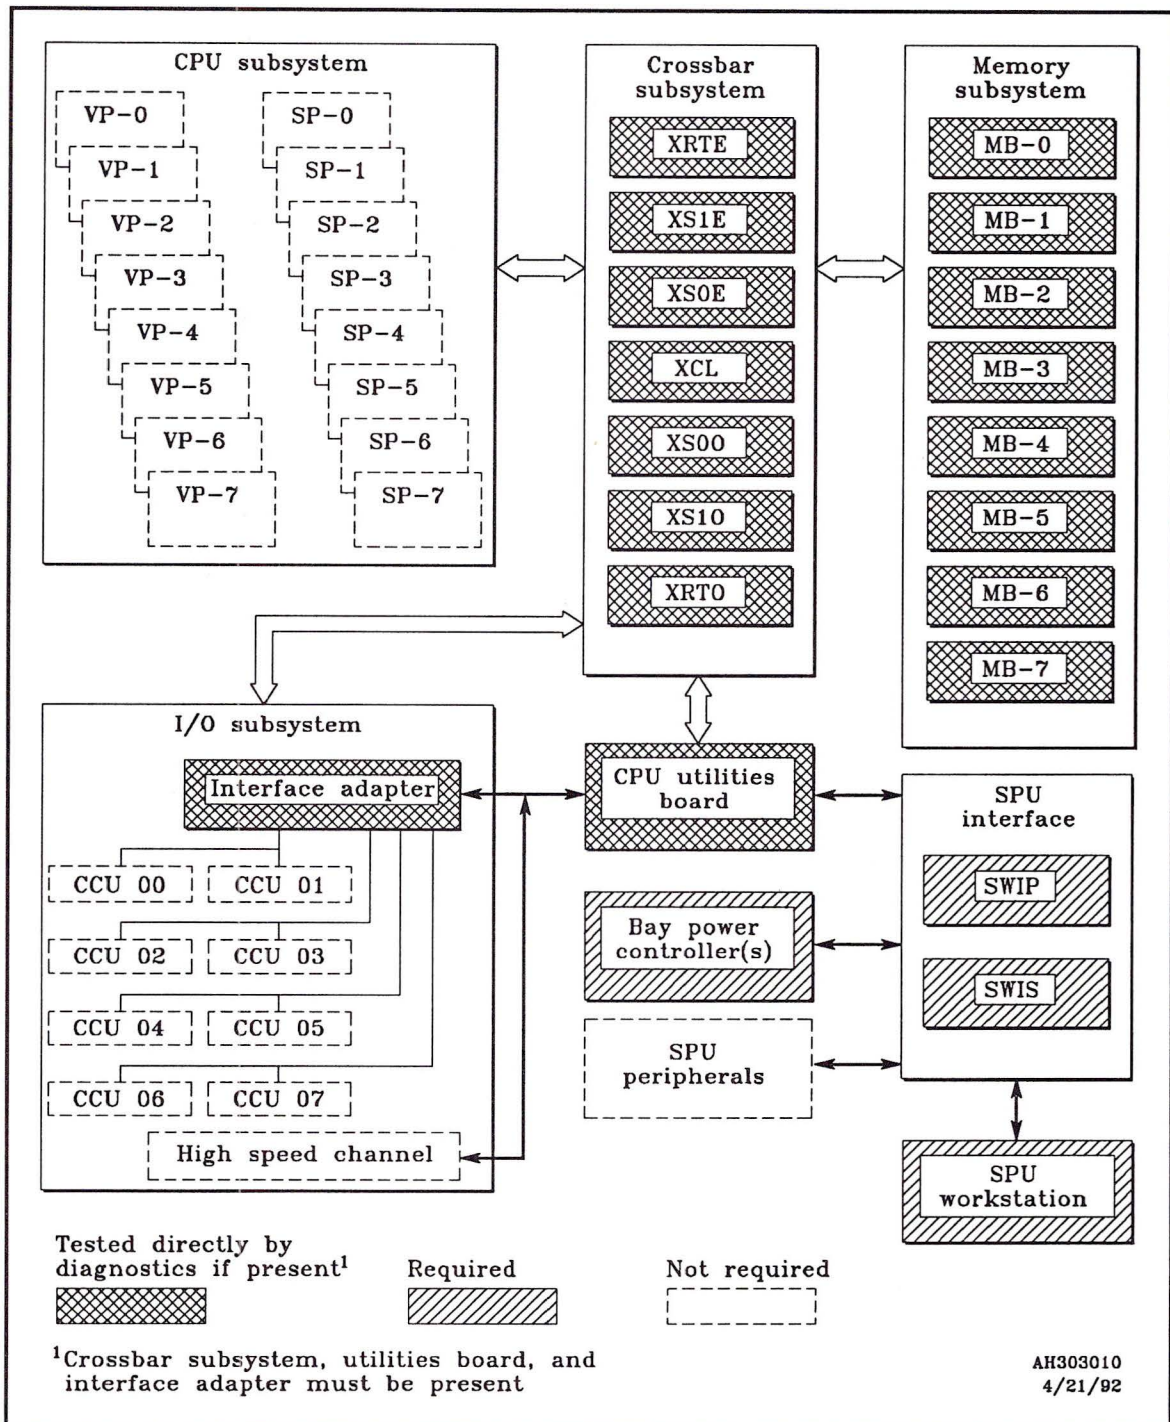 CPU subsystem
VP-0
VP-1
VP-2
VP-3
VP-4
VP-5
VP-6
VP-7
SP-0
SP-1
SP-2
SP-3
SP-4
SP-5
SP-6
SP-7
Crossbar
subsystem
XRTE
XS1E
XS0E
XCL
XS0O
XS1O
XRTO
Memory
subsystem
MB-0
MB-1
MB-2
MB-3
MB-4
MB-5
MB-6
MB-7
I/O subsystem
Interface adapter
CCU 00
CCU 01
CCU 02
CCU 03
CCU 04
CCU 05
CCU 06
CCU 07
High speed channel
CPU utilities
board
Bay power
controller(s)
SPU
peripherals
SPU
interface
SWIP
SWIS
SPU
workstation
Tested directly by
diagnostics if present¹
Required
Not required
¹Crossbar subsystem, utilities board, and
interface adapter must be present
AH303010
4/21/92